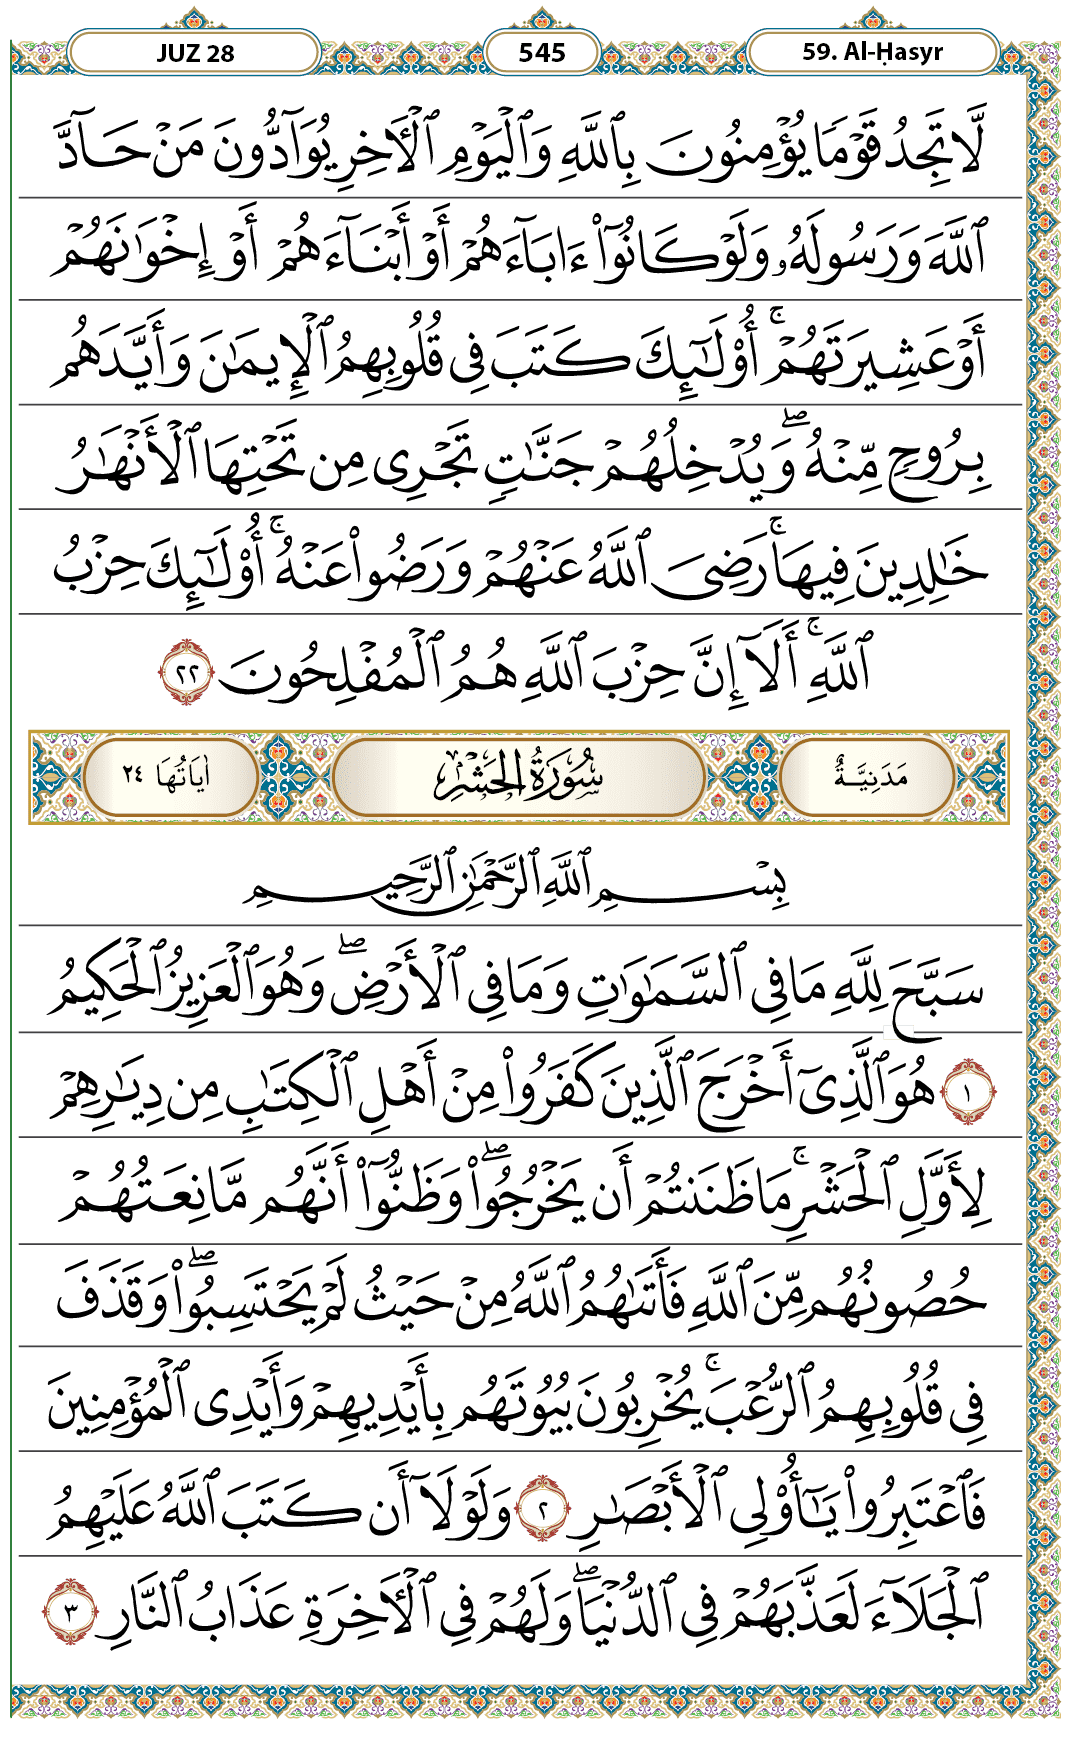 JUZ 28
545
59. Al-Ḥasyr
لَّا تَجِدُ قَوْمًا يُؤْمِنُونَ بِٱللَّهِ وَٱلْيَوْمِ ٱلْأَخِرِ يُوَآدُّونَ مَنْ حَآدَّ
ٱللَّهَ وَرَسُولَهُۥ وَلَوْ كَانُوٓا۟ ءَابَآءَهُمْ أَوْ أَبْنَآءَهُمْ أَوْ إِخْوَٰنَهُمْ
أَوْ عَشِيرَتَهُمْ ۚ أُو۟لَـٰٓئِكَ كَتَبَ فِى قُلُوبِهِمُ ٱلْإِيمَـٰنَ وَأَيَّدَهُم
بِرُوحٍ مِّنْهُ ۖ وَيُدْخِلُهُمْ جَنَّـٰتٍ تَجْرِى مِن تَحْتِهَا ٱلْأَنْهَـٰرُ
خَـٰلِدِينَ فِيهَا ۚ رَضِىَ ٱللَّهُ عَنْهُمْ وَرَضُوا۟ عَنْهُ ۚ أُو۟لَـٰٓئِكَ حِزْبُ
ٱللَّهِ ۚ أَلَآ إِنَّ حِزْبَ ٱللَّهِ هُمُ ٱلْمُفْلِحُونَ ٢٢
مَدَنِيَّةٌ سُورَةُ الْحَشْرِ اٰيَاتُهَا ٢٤
بِسْمِ ٱللَّهِ ٱلرَّحْمَـٰنِ ٱلرَّحِيمِ
سَبَّحَ لِلَّهِ مَا فِى ٱلسَّمَـٰوَٰتِ وَمَا فِى ٱلْأَرْضِ ۖ وَهُوَ ٱلْعَزِيزُ ٱلْحَكِيمُ
١ هُوَ ٱلَّذِىٓ أَخْرَجَ ٱلَّذِينَ كَفَرُوا۟ مِنْ أَهْلِ ٱلْكِتَـٰبِ مِن دِيَـٰرِهِمْ
لِأَوَّلِ ٱلْحَشْرِ ۚ مَا ظَنَنتُمْ أَن يَخْرُجُوا۟ ۖ وَظَنُّوٓا۟ أَنَّهُم مَّانِعَتُهُمْ
حُصُونُهُم مِّنَ ٱللَّهِ فَأَتَىٰهُمُ ٱللَّهُ مِنْ حَيْثُ لَمْ يَحْتَسِبُوا۟ ۖ وَقَذَفَ
فِى قُلُوبِهِمُ ٱلرُّعْبَ ۚ يُخْرِبُونَ بُيُوتَهُم بِأَيْدِيهِمْ وَأَيْدِى ٱلْمُؤْمِنِينَ
فَٱعْتَبِرُوا۟ يَـٰٓأُو۟لِى ٱلْأَبْصَـٰرِ ٢ وَلَوْلَآ أَن كَتَبَ ٱللَّهُ عَلَيْهِمُ
ٱلْجَلَآءَ لَعَذَّبَهُمْ فِى ٱلدُّنْيَا ۖ وَلَهُمْ فِى ٱلْأَخِرَةِ عَذَابُ ٱلنَّارِ ٣